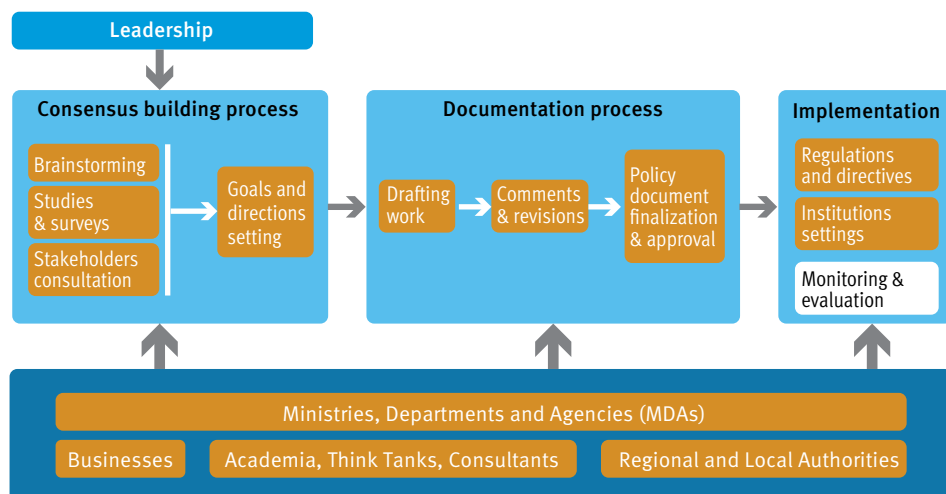 Leadership
Consensus building process
Brainstorming
Studies
& surveys
Stakeholders
consultation
Goals and
directions
setting
Documentation process
Drafting
work
Comments
& revisions
Policy
document
finalization
& approval
Implementation
Regulations
and directives
Institutions
settings
Monitoring &
evaluation
Ministries, Departments and Agencies (MDAs)
Businesses
Academia, Think Tanks, Consultants
Regional and Local Authorities